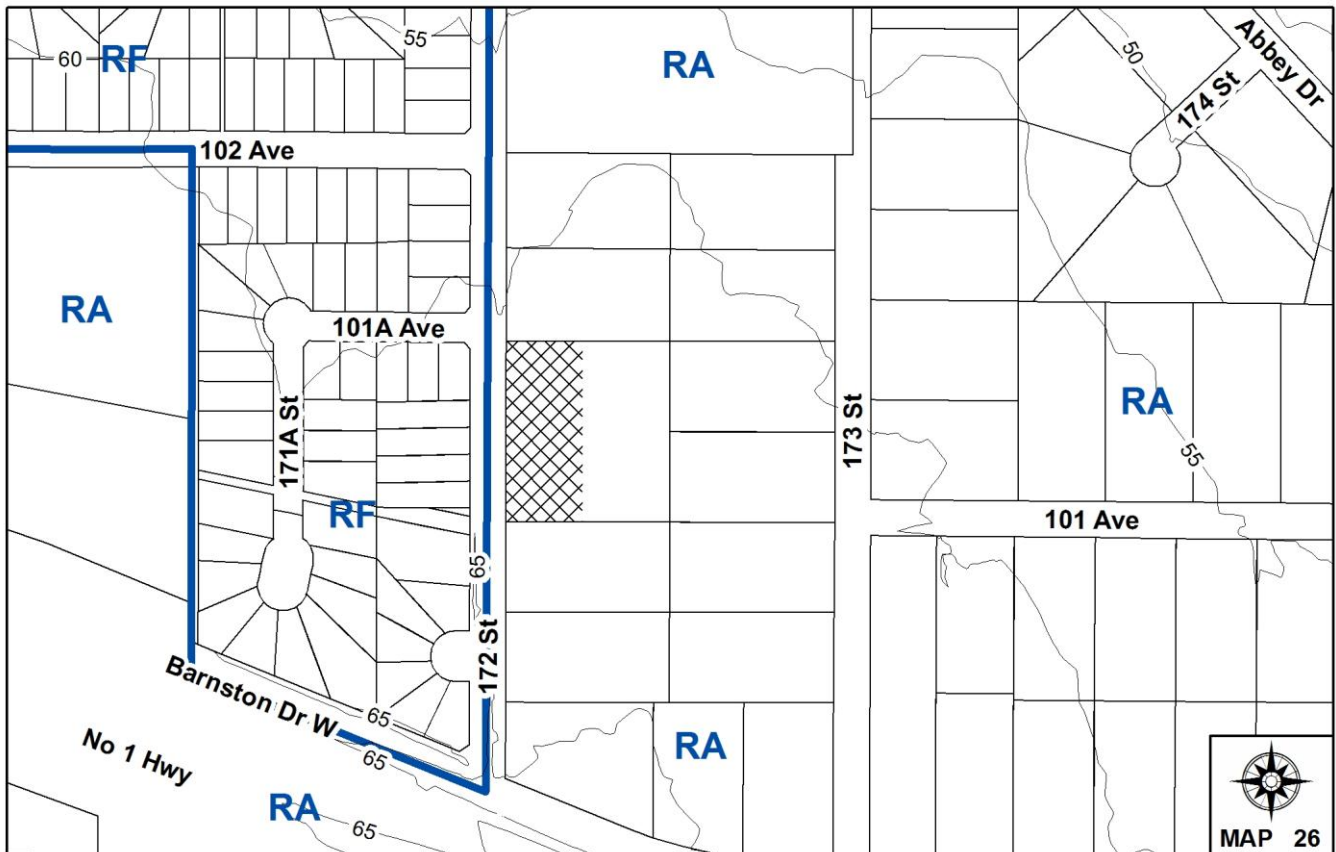 55
RF
60
RA
50
Abbey Dr
174 St
102 Ave
RA
101A Ave
171A St
173 St
RA
55
RF
101 Ave
65
172 St
Barnston Dr W
65
65
No 1 Hwy
RA
RA
65
MAP 26